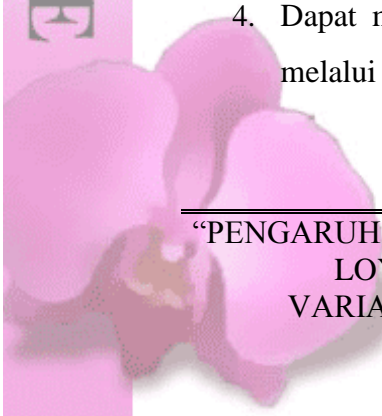 4. Dapat
melalui
“PENGARUH
LOY
VARIA